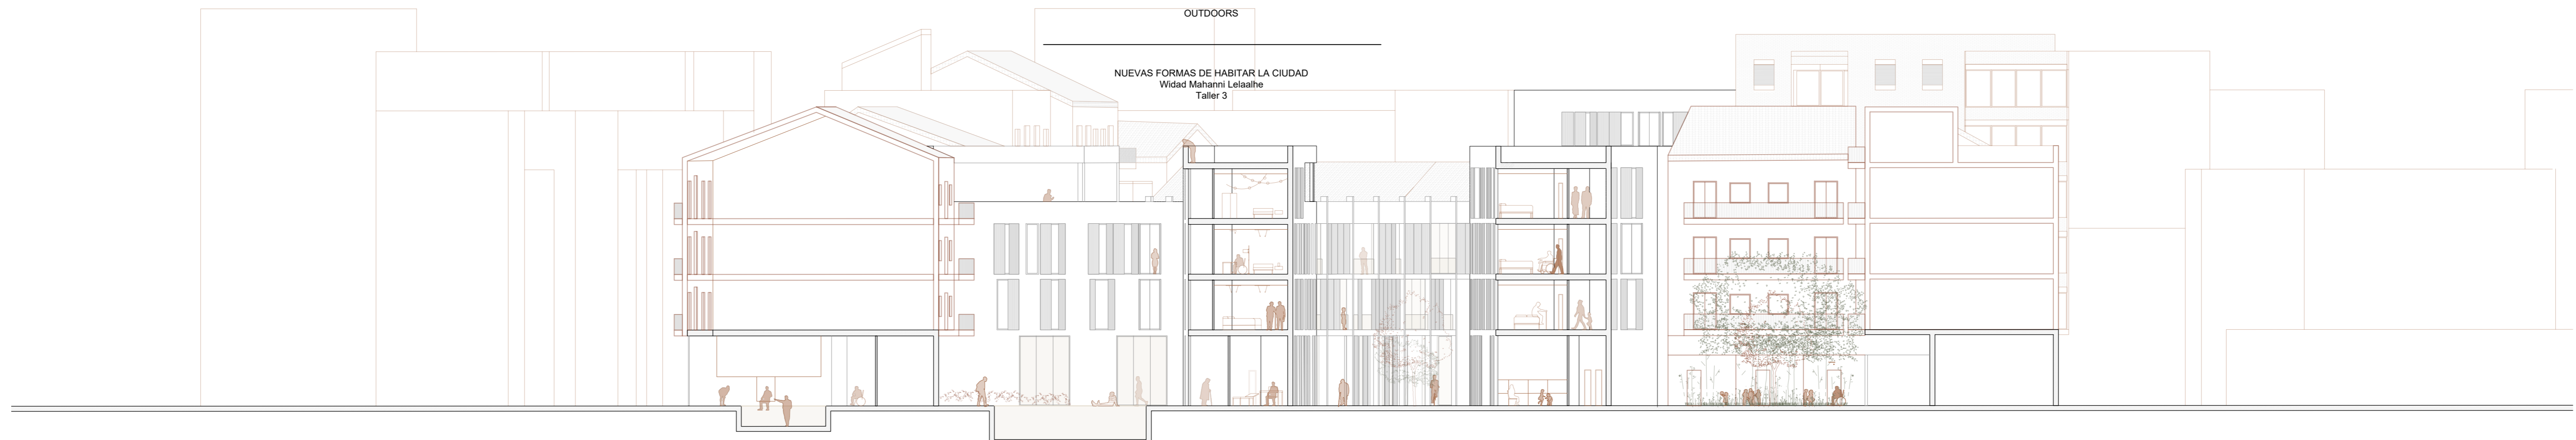 OUTDOORS
NUEVAS FORMAS DE HABITAR LA CIUDAD
Widad Mahanni Lelaalhe
Taller 3